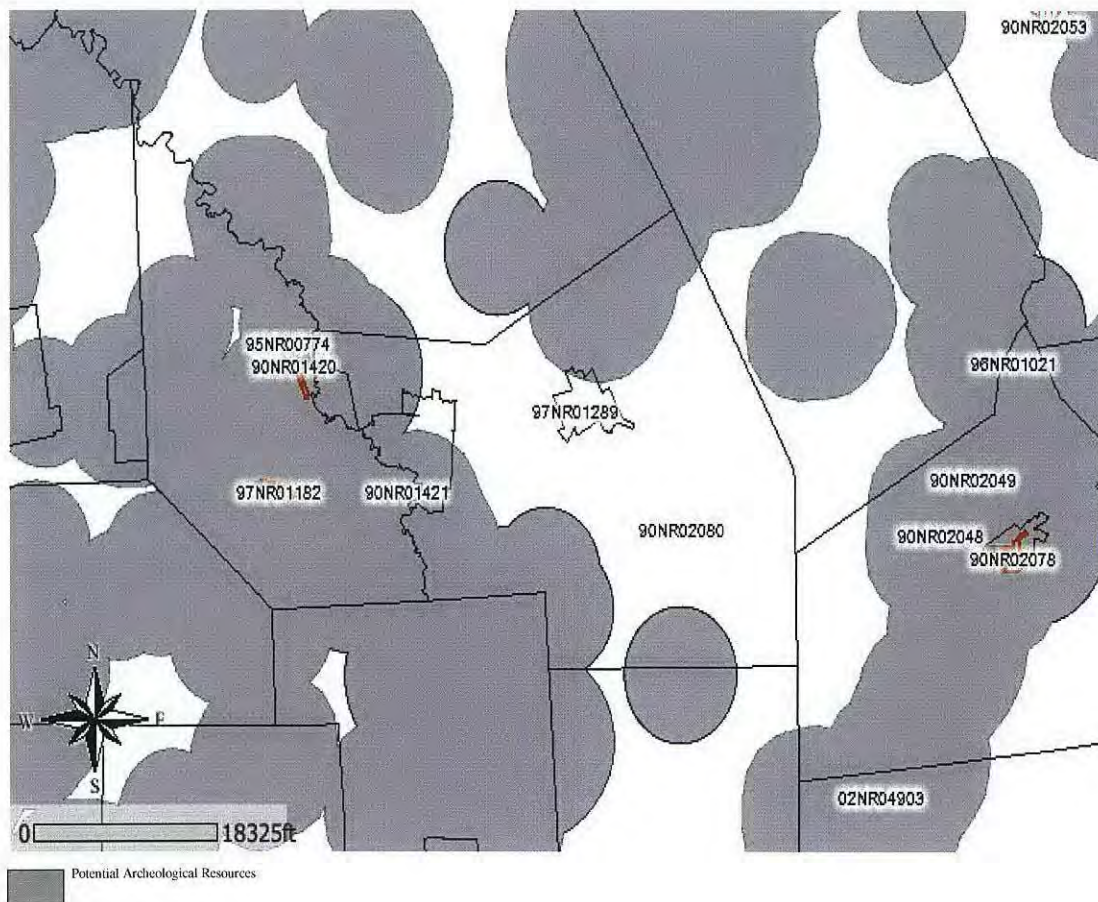 90NR02053
95NR00774
90NR01420
96NR01021
97NR01289
97NR01182
90NR01421
90NR02049
90NR02080
90NR02048
90NR02078
N
W
E
S
02NR04903
0
18325ft
Potential Archeological Resources